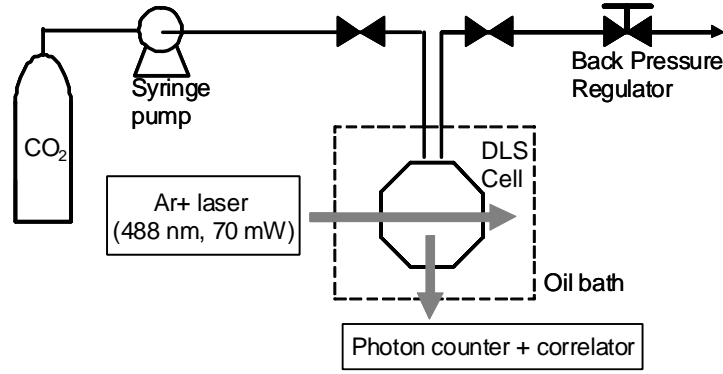 Syringe
pump
Back Pressure
Regulator
CO₂
DLS
Cell
Ar+ laser
(488 nm, 70 mW)
Oil bath
Photon counter + correlator